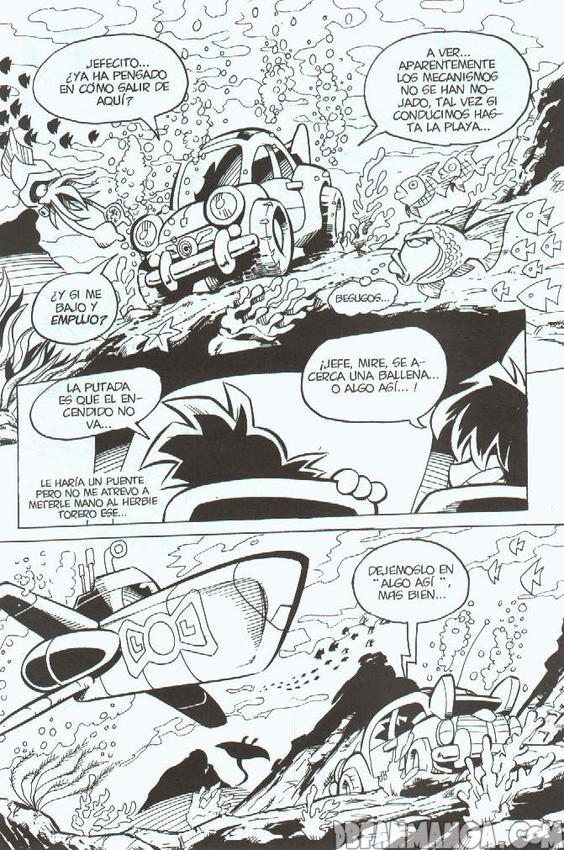 JEFECITO...
¿YA HA PENSADO
EN CÓMO SALIR DE
AQUÍ?
A VER...
APARENTEMENTE
LOS MECANISMOS
NO SE HAN MO-
JADO, TAL VEZ SI
CONDUCIMOS HAS-
TA LA PLAYA...
¿Y SI ME
BAJO Y
EMPUJO?
BESUGOS...
LA PUTADA
ES QUE EL EN-
CENDIDO NO
VA...
¡JEFE, MIRE, SE A-
CERCA UNA BALLENA...
O ALGO ASÍ... !
LE HARÍA UN PUENTE
PERO NO ME ATREVO A
METERLE MANO AL HERBIE
TORERO ESE...
DEJEMOSLO EN
"ALGO ASÍ",
MAS BIEN...
DBFANMANGA.COM